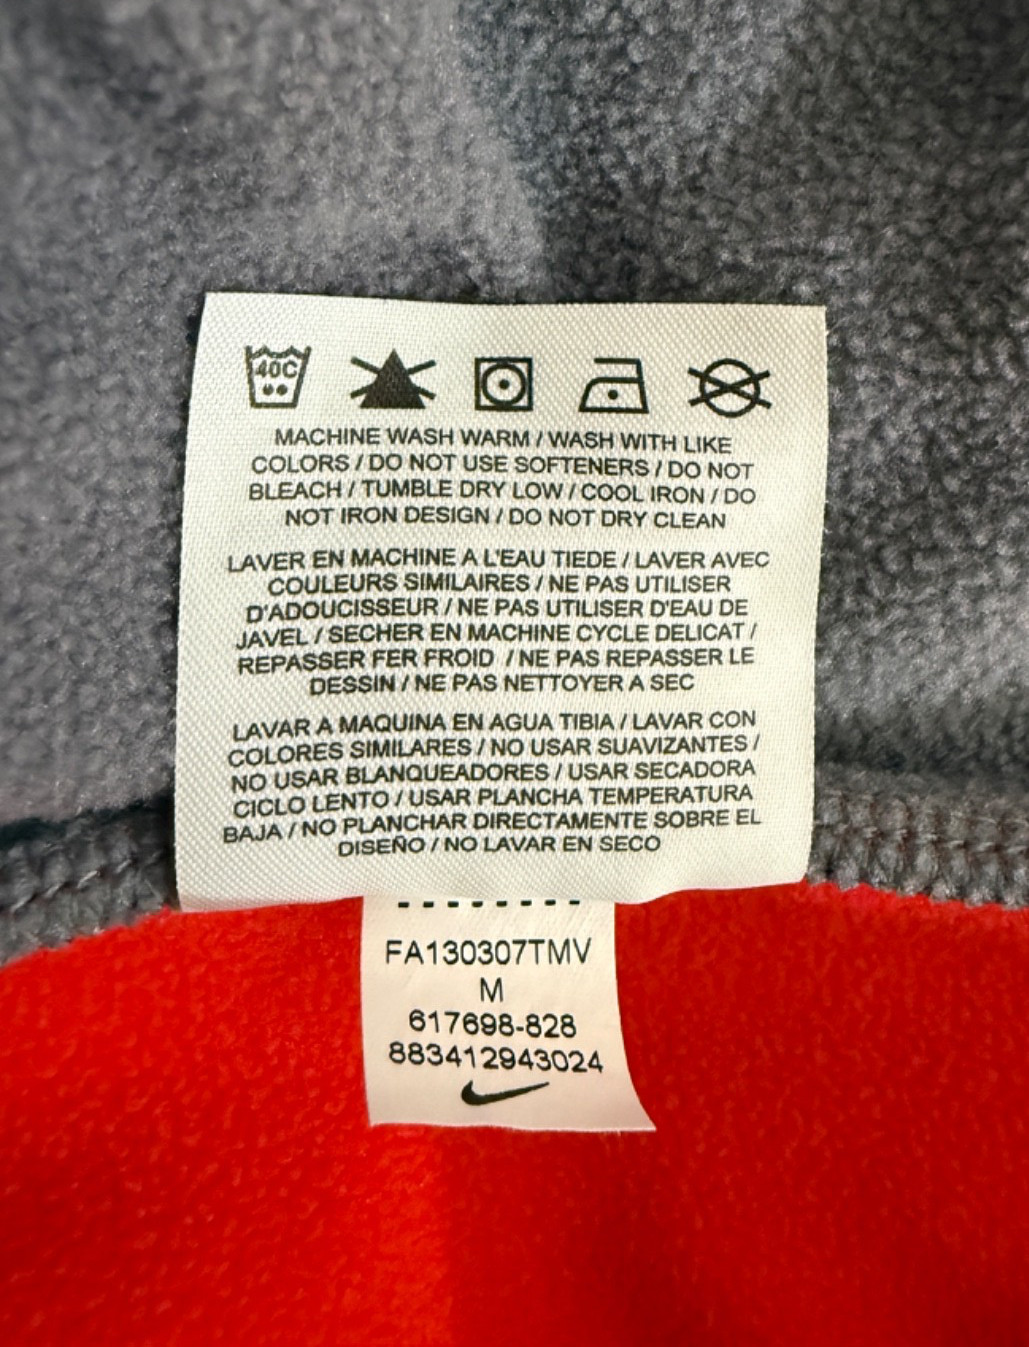 40C
MACHINE WASH WARM / WASH WITH LIKE
COLORS / DO NOT USE SOFTENERS / DO NOT
BLEACH / TUMBLE DRY LOW / COOL IRON / DO
NOT IRON DESIGN / DO NOT DRY CLEAN
LAVER EN MACHINE A L'EAU TIEDE / LAVER AVEC
COULEURS SIMILAIRES / NE PAS UTILISER
D'ADOUCISSEUR / NE PAS UTILISER D'EAU DE
JAVEL / SECHER EN MACHINE CYCLE DELICAT /
REPASSER FER FROID / NE PAS REPASSER LE
DESSIN / NE PAS NETTOYER A SEC
LAVAR A MAQUINA EN AGUA TIBIA / LAVAR CON
COLORES SIMILARES / NO USAR SUAVIZANTES /
NO USAR BLANQUEADORES / USAR SECADORA
CICLO LENTO / USAR PLANCHA TEMPERATURA
BAJA / NO PLANCHAR DIRECTAMENTE SOBRE EL
DISEÑO / NO LAVAR EN SECO
FA130307TMV
M
617698-828
883412943024